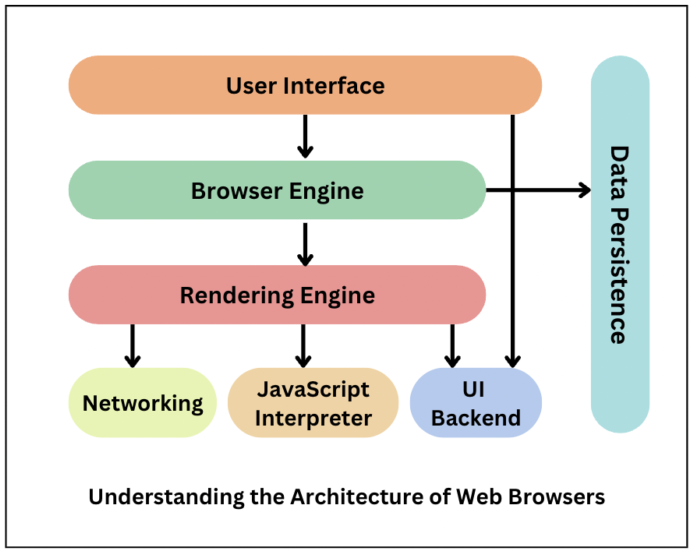 User Interface
Browser Engine
Data Persistence
Rendering Engine
Networking
JavaScript
Interpreter
UI
Backend
Understanding the Architecture of Web Browsers